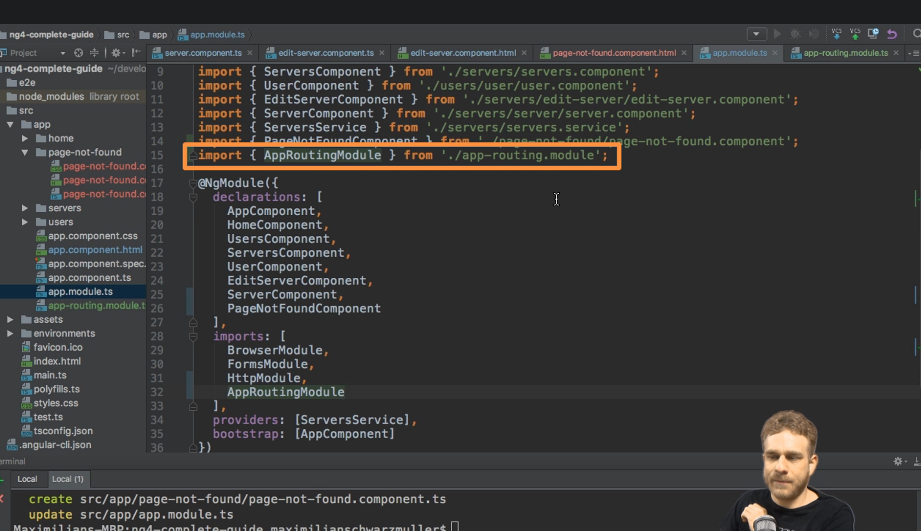 ng4-complete-guide src app app.module.ts
Project
server.component.ts edit-server.component.ts edit-server.component.html page-not-found.component.html app.module.ts app-routing.module.ts
ng4-complete-guide ~/develo
e2e
node_modules library root
src
app
home
page-not-found
page-not-found.co
page-not-found.co
page-not-found.co
servers
users
app.component.css
app.component.html
app.component.spec.
app.component.ts
app.module.ts
app-routing.module.t
assets
environments
favicon.ico
index.html
main.ts
polyfills.ts
styles.css
test.ts
tsconfig.json
.angular-cli.json
9 import { ServersComponent } from './servers/servers.component';
10 import { UserComponent } from './users/user/user.component';
11 import { EditServerComponent } from './servers/edit-server/edit-server.component';
12 import { ServerComponent } from './servers/server/server.component';
13 import { ServersService } from './servers/servers.service';
14 import { PageNotFoundComponent } from './page-not-found/page-not-found.component';
15 import { AppRoutingModule } from './app-routing.module';
16
17 @NgModule({
18 declarations: [
19 AppComponent,
20 HomeComponent,
21 UsersComponent,
22 ServersComponent,
23 UserComponent,
24 EditServerComponent,
25 ServerComponent,
26 PageNotFoundComponent
27 ],
28 imports: [
29 BrowserModule,
30 FormsModule,
31 HttpModule,
32 AppRoutingModule
33 ],
34 providers: [ServersService],
35 bootstrap: [AppComponent]
36 })
erminal
Local Local (1)
create src/app/page-not-found/page-not-found.component.ts
update src/app/app.module.ts
Maximilians-MBP:ng4-complete-guide maximilianschwarzmuller$